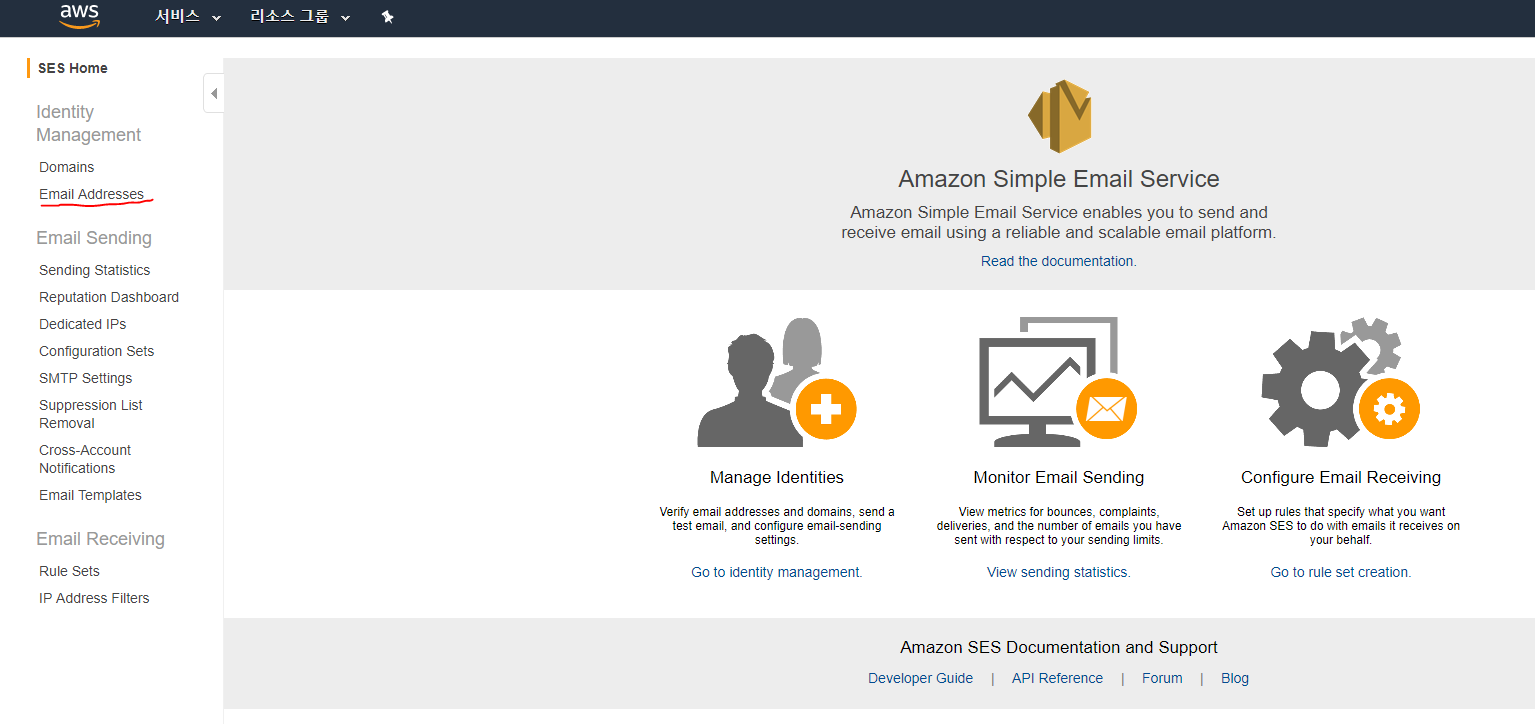 aws 서비스 리소스 그룹
SES Home
Identity
Management
Domains
Email Addresses
Email Sending
Sending Statistics
Reputation Dashboard
Dedicated IPs
Configuration Sets
SMTP Settings
Suppression List
Removal
Cross-Account
Notifications
Email Templates
Email Receiving
Rule Sets
IP Address Filters
Amazon Simple Email Service
Amazon Simple Email Service enables you to send and
receive email using a reliable and scalable email platform.
Read the documentation.
Manage Identities
Verify email addresses and domains, send a
test email, and configure email-sending
settings.
Go to identity management.
Monitor Email Sending
View metrics for bounces, complaints,
deliveries, and the number of emails you have
sent with respect to your sending limits.
View sending statistics.
Configure Email Receiving
Set up rules that specify what you want
Amazon SES to do with emails it receives on
your behalf.
Go to rule set creation.
Amazon SES Documentation and Support
Developer Guide | API Reference | Forum | Blog